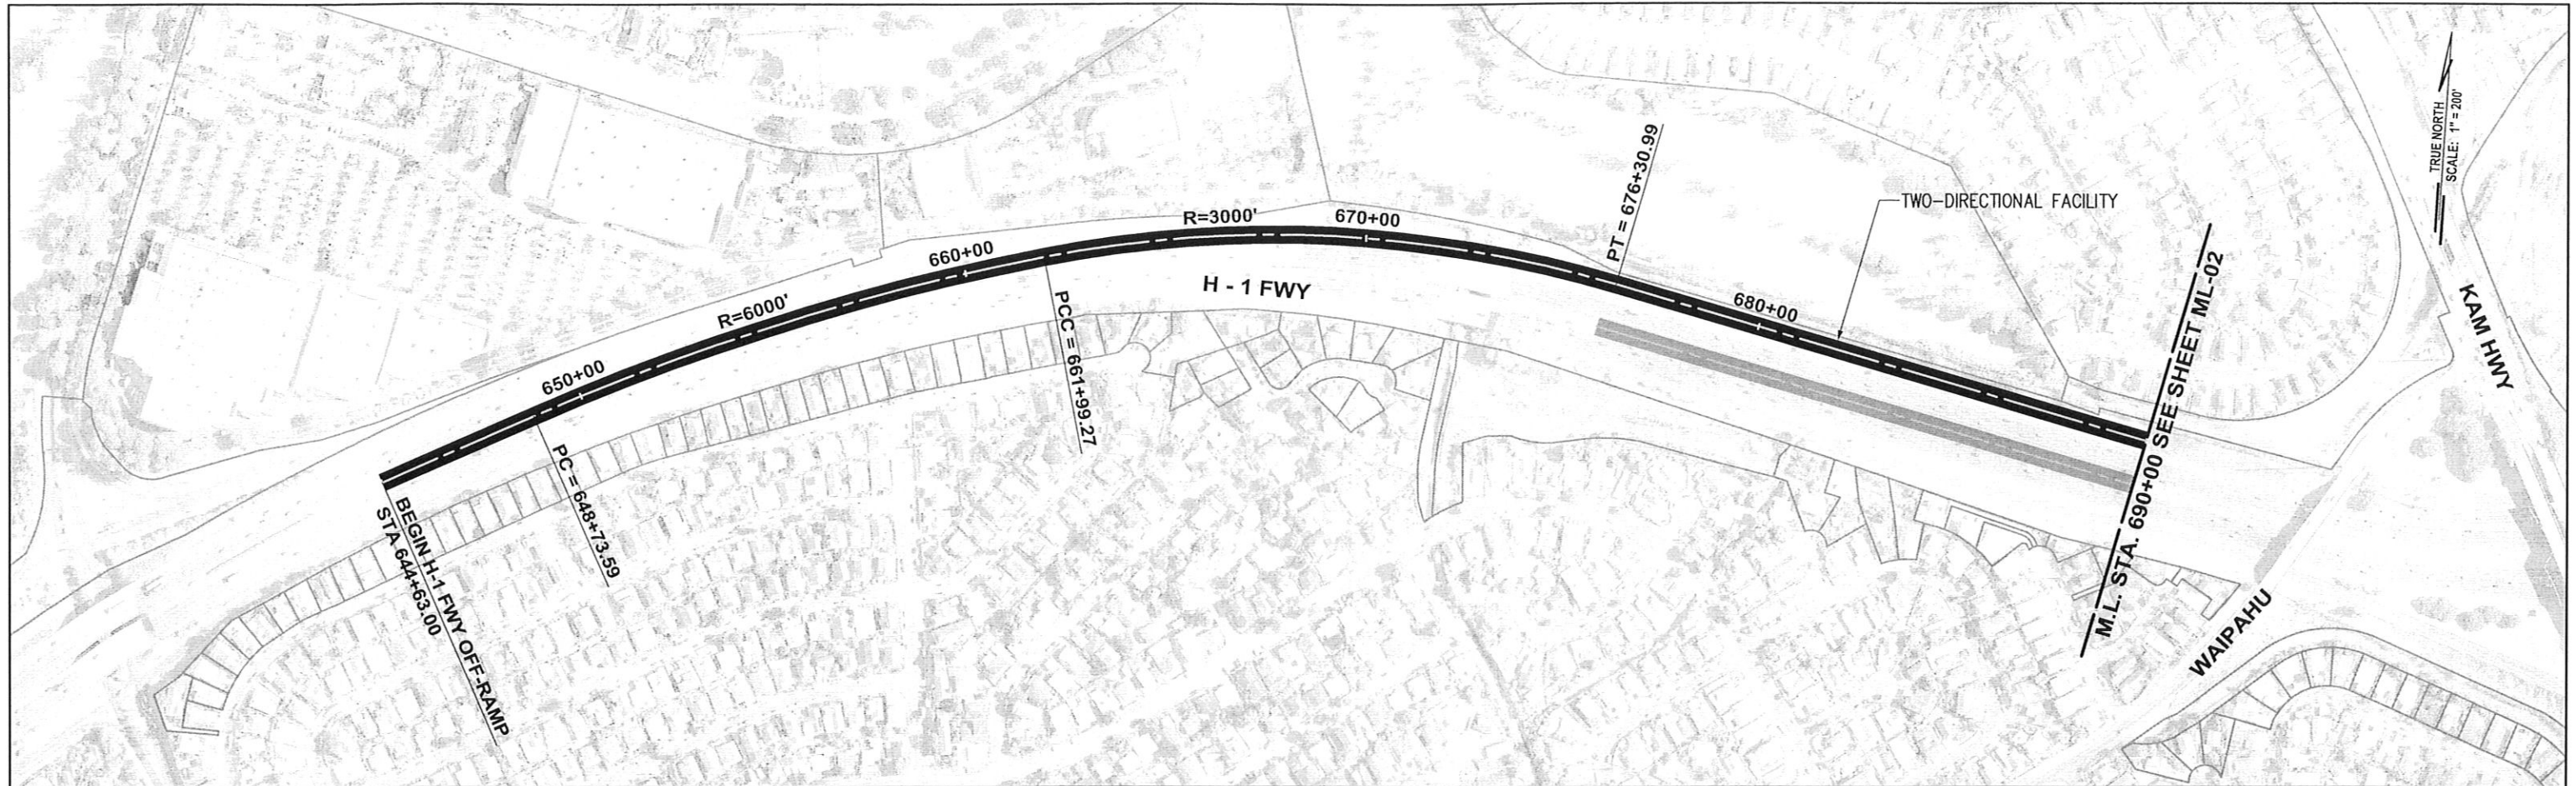 TRUE NORTH
SCALE: 1" = 200'
PT = 676+30.99
TWO-DIRECTIONAL FACILITY
R=3000'
670+00
660+00
H - 1 FWY
680+00
R=6000'
650+00
PCC = 661+99.27
KAM HWY
M.L. STA. 690+00 SEE SHEET ML-02
PC = 648+73.59
BEGIN H-1 FWY OFF-RAMP
STA 644+63.00
WAIPAHU